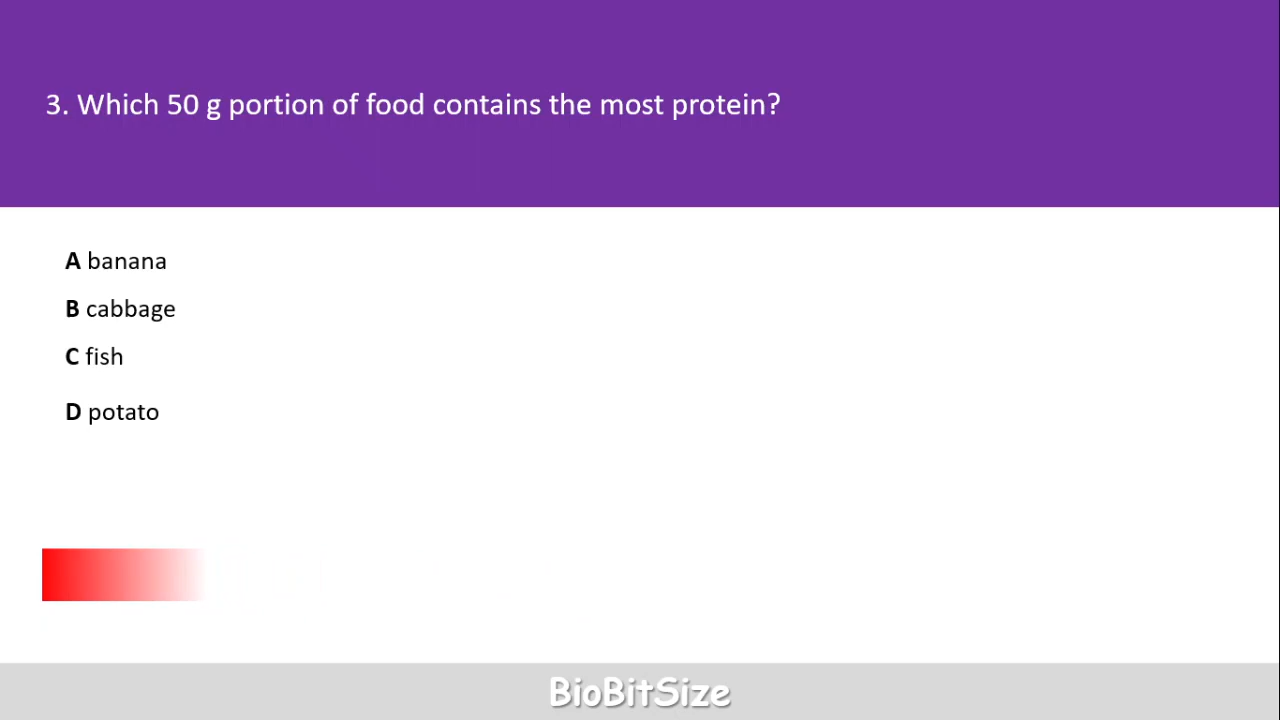 3. Which 50 g portion of food contains the most protein?
A banana
B cabbage
C fish
D potato
BioBitSize